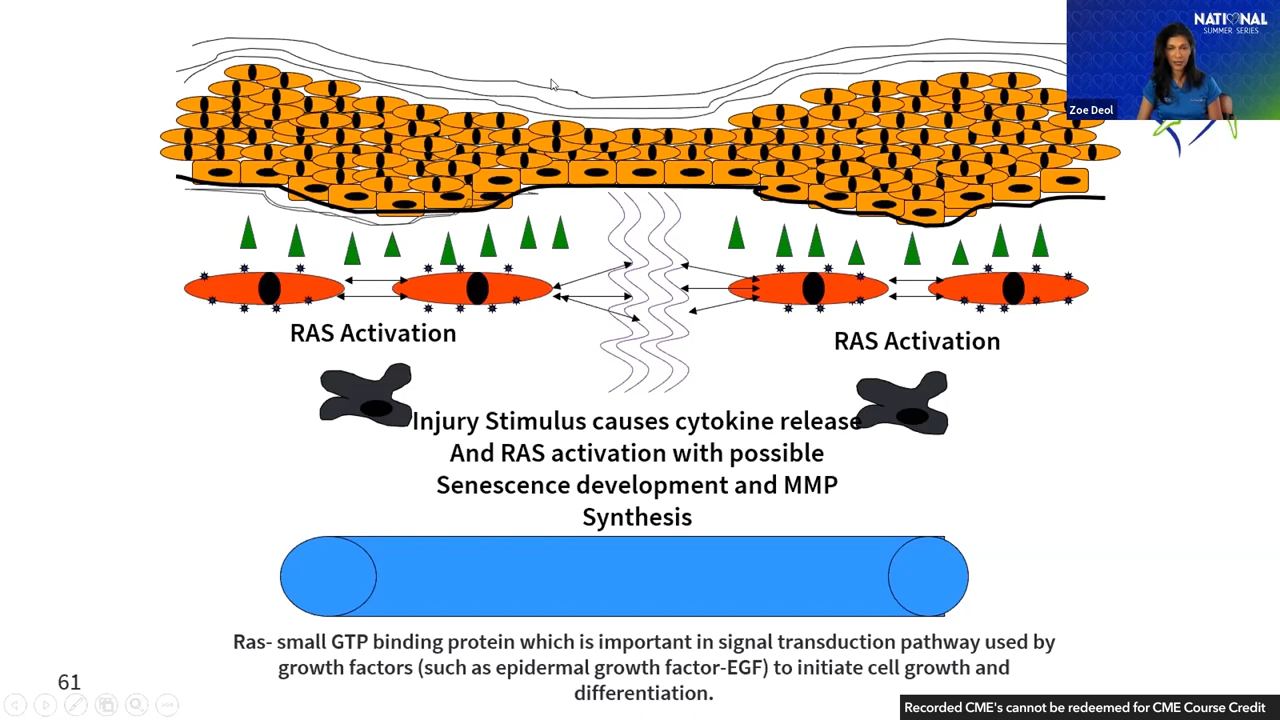 NATIONAL
SUMMER SERIES
Zoe Deol
RAS Activation
RAS Activation
Injury Stimulus causes cytokine release
And RAS activation with possible
Senescence development and MMP
Synthesis
Ras- small GTP binding protein which is important in signal transduction pathway used by
growth factors (such as epidermal growth factor-EGF) to initiate cell growth and
differentiation.
61
Recorded CME's cannot be redeemed for CME Course Credit